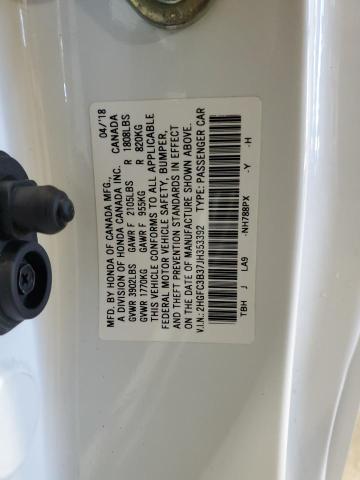 MFD. BY HONDA OF CANADA MFG., 04/'18
A DIVISION OF HONDA CANADA INC. CANADA
GVWR 3902LBS GAWR F 2105LBS R 1808LBS
GVWR 1770KG GAWR F 955KG R 820KG
THIS VEHICLE CONFORMS TO ALL APPLICABLE
FEDERAL MOTOR VEHICLE SAFETY, BUMPER,
AND THEFT PREVENTION STANDARDS IN EFFECT
ON THE DATE OF MANUFACTURE SHOWN ABOVE.
V.I.N.: 2HGFC3B37JH353392 TYPE: PASSENGER CAR
TBH J LA9 -NH788PX -Y -H